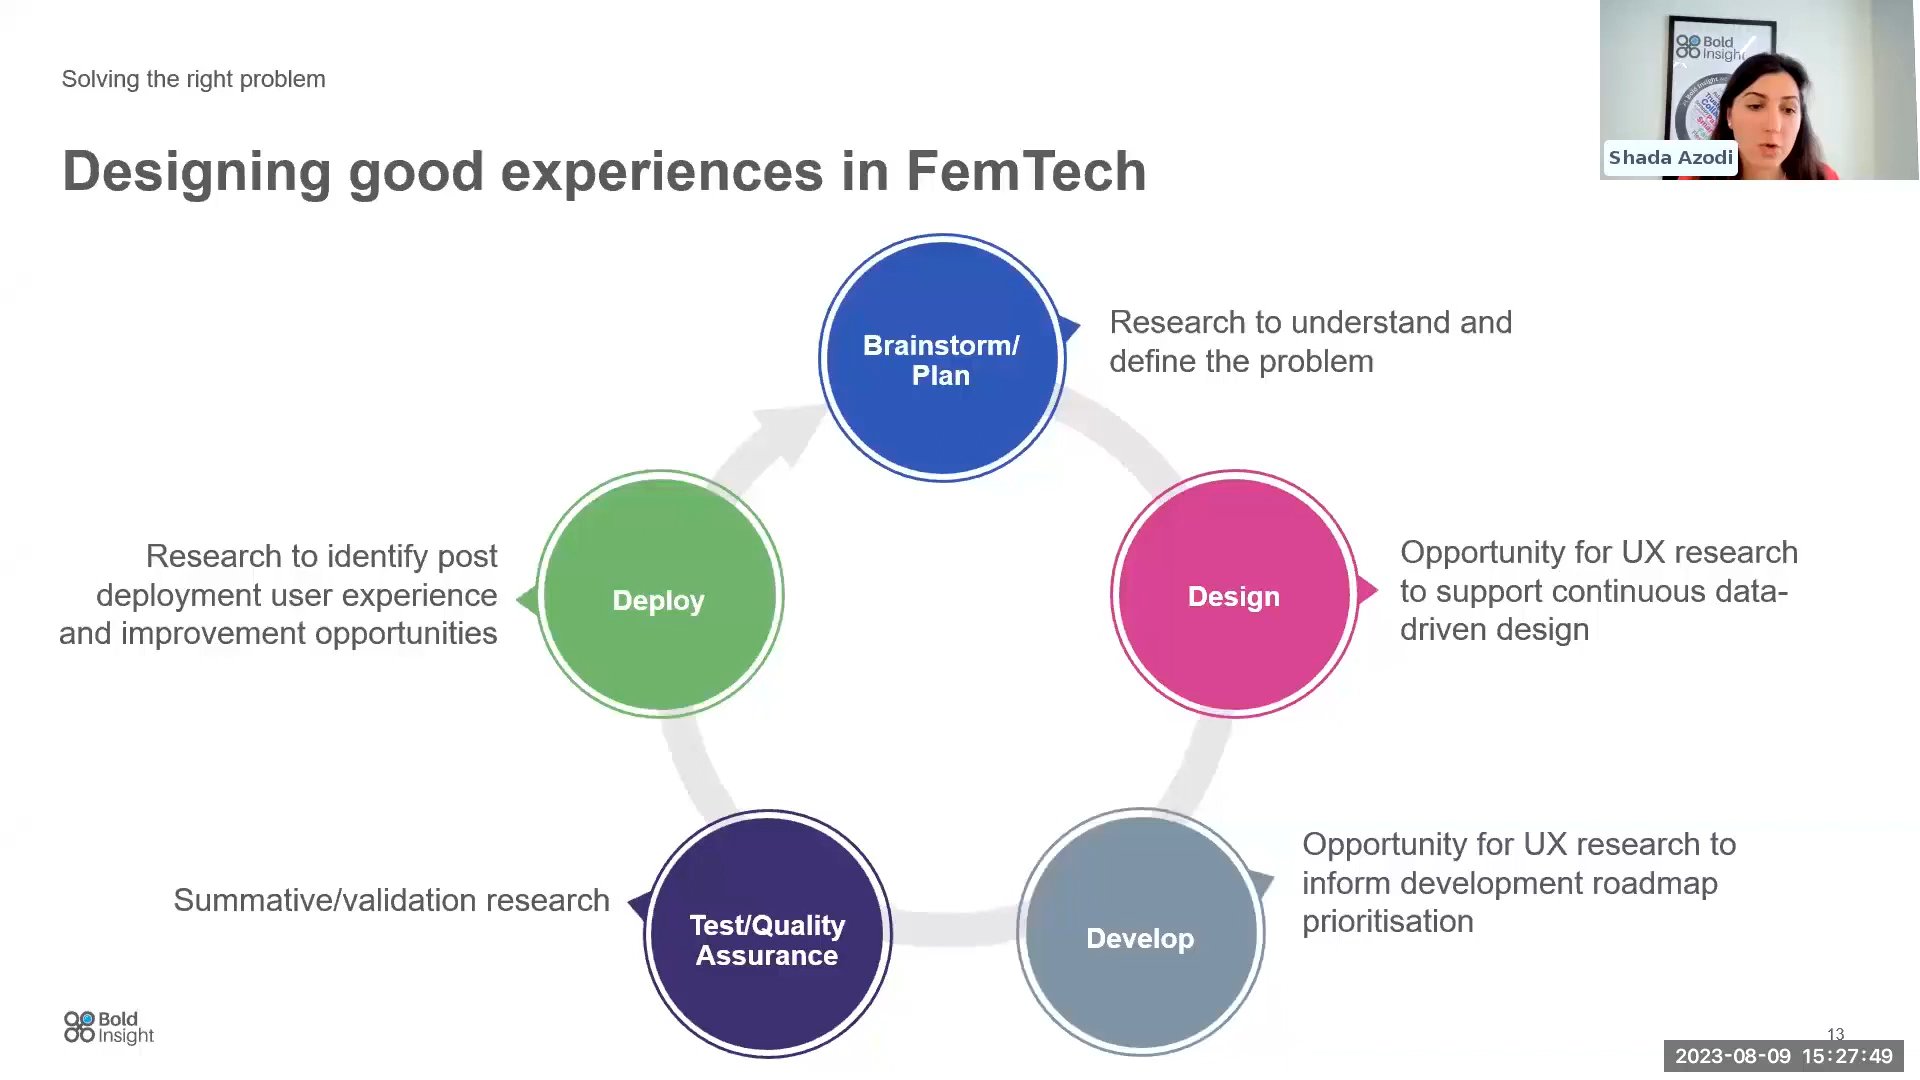 Solving the right problem
Designing good experiences in FemTech
Bold
Insight
Shada Azodi
Brainstorm/
Plan
Research to understand and
define the problem
Design
Opportunity for UX research
to support continuous data-
driven design
Develop
Opportunity for UX research to
inform development roadmap
prioritisation
Test/Quality
Assurance
Summative/validation research
Deploy
Research to identify post
deployment user experience
and improvement opportunities
Bold
Insight
13
2023-08-09 15:27:49